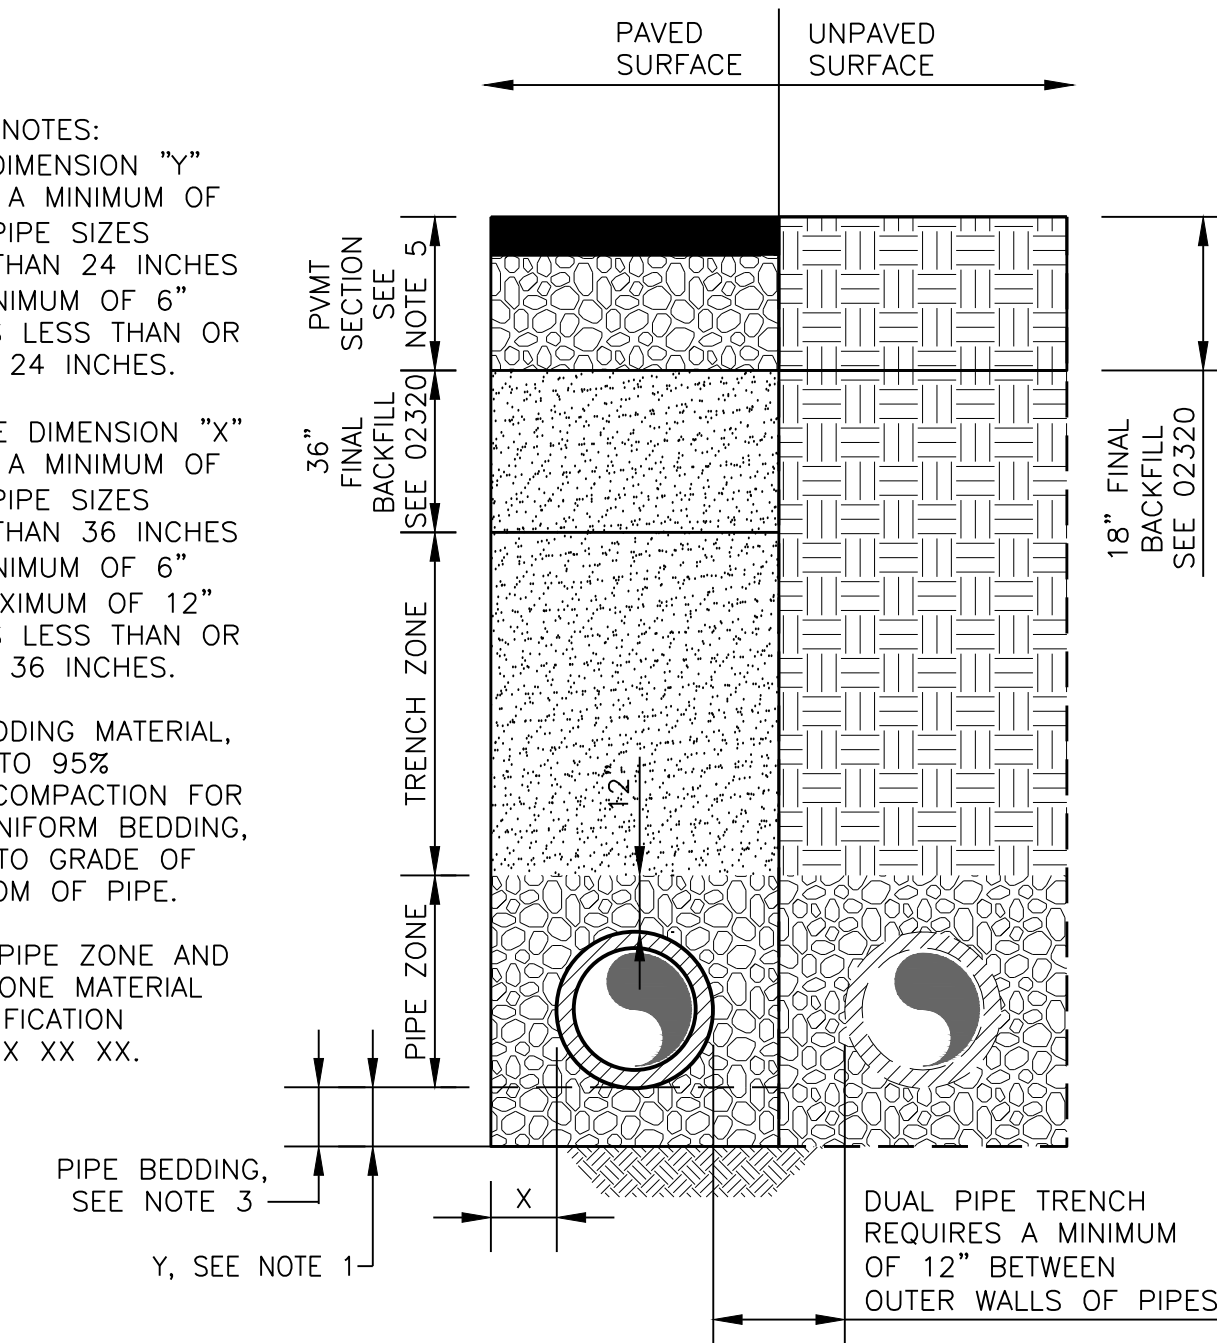 PAVED
SURFACE
UNPAVED
SURFACE
NOTES:
DIMENSION "Y"
A MINIMUM OF
PIPE SIZES
THAN 24 INCHES
NIMUM OF 6"
S LESS THAN OR
24 INCHES.
E DIMENSION "X"
A MINIMUM OF
PIPE SIZES
THAN 36 INCHES
NIMUM OF 6"
XIMUM OF 12"
S LESS THAN OR
36 INCHES.
DDING MATERIAL,
TO 95%
COMPACTION FOR
NIFORM BEDDING,
TO GRADE OF
OM OF PIPE.
PIPE ZONE AND
ONE MATERIAL
FICATION
X XX XX.
PVMT
SECTION
SEE
NOTE 5
36"
FINAL
BACKFILL
SEE 02320
TRENCH ZONE
12"
PIPE ZONE
18" FINAL
BACKFILL
SEE 02320
PIPE BEDDING,
SEE NOTE 3
X
Y, SEE NOTE 1
DUAL PIPE TRENCH
REQUIRES A MINIMUM
OF 12" BETWEEN
OUTER WALLS OF PIPES